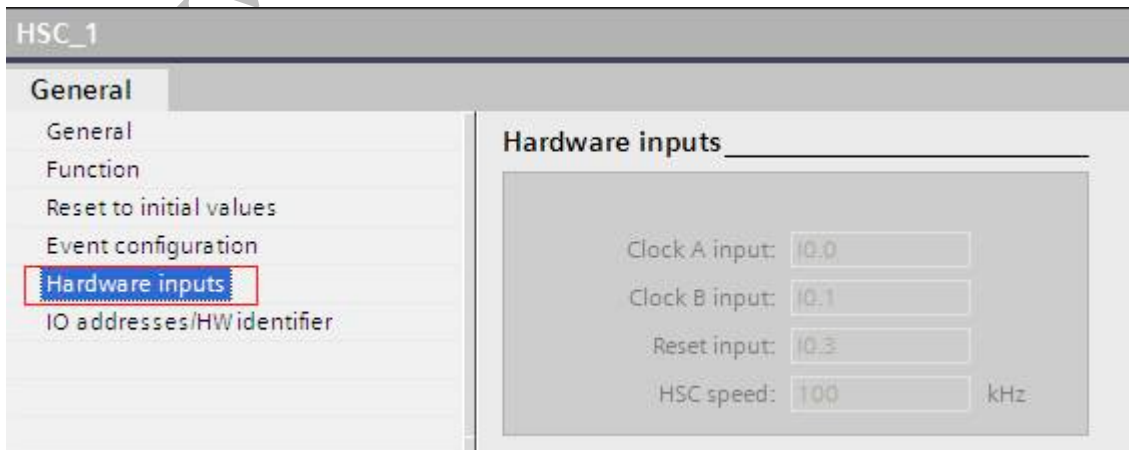 HSC_1
General
General
Function
Reset to initial values
Event configuration
Hardware inputs
IO addresses/HW identifier
Hardware inputs
Clock A input: I0.0
Clock B input: I0.1
Reset input: I0.3
HSC speed: 100 kHz